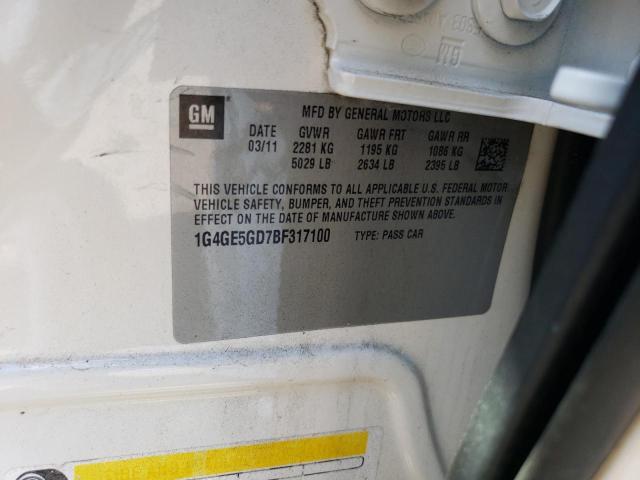 GM
MFD BY GENERAL MOTORS LLC
DATE GVWR GAWR FRT GAWR RR
03/11 2281 KG 1195 KG 1086 KG
5029 LB 2634 LB 2395 LB
THIS VEHICLE CONFORMS TO ALL APPLICABLE U.S. FEDERAL MOTOR
VEHICLE SAFETY, BUMPER, AND THEFT PREVENTION STANDARDS IN
EFFECT ON THE DATE OF MANUFACTURE SHOWN ABOVE.
1G4GE5GD7BF317100 TYPE: PASS CAR
GM